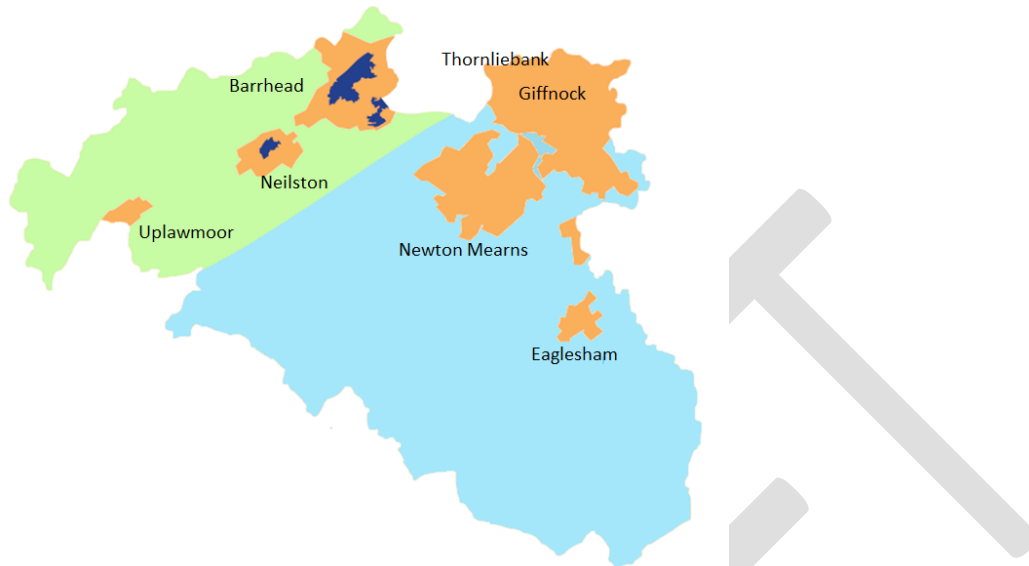 Thornliebank
Barrhead
Giffnock
Neilston
Uplawmoor
Newton Mearns
Eaglesham